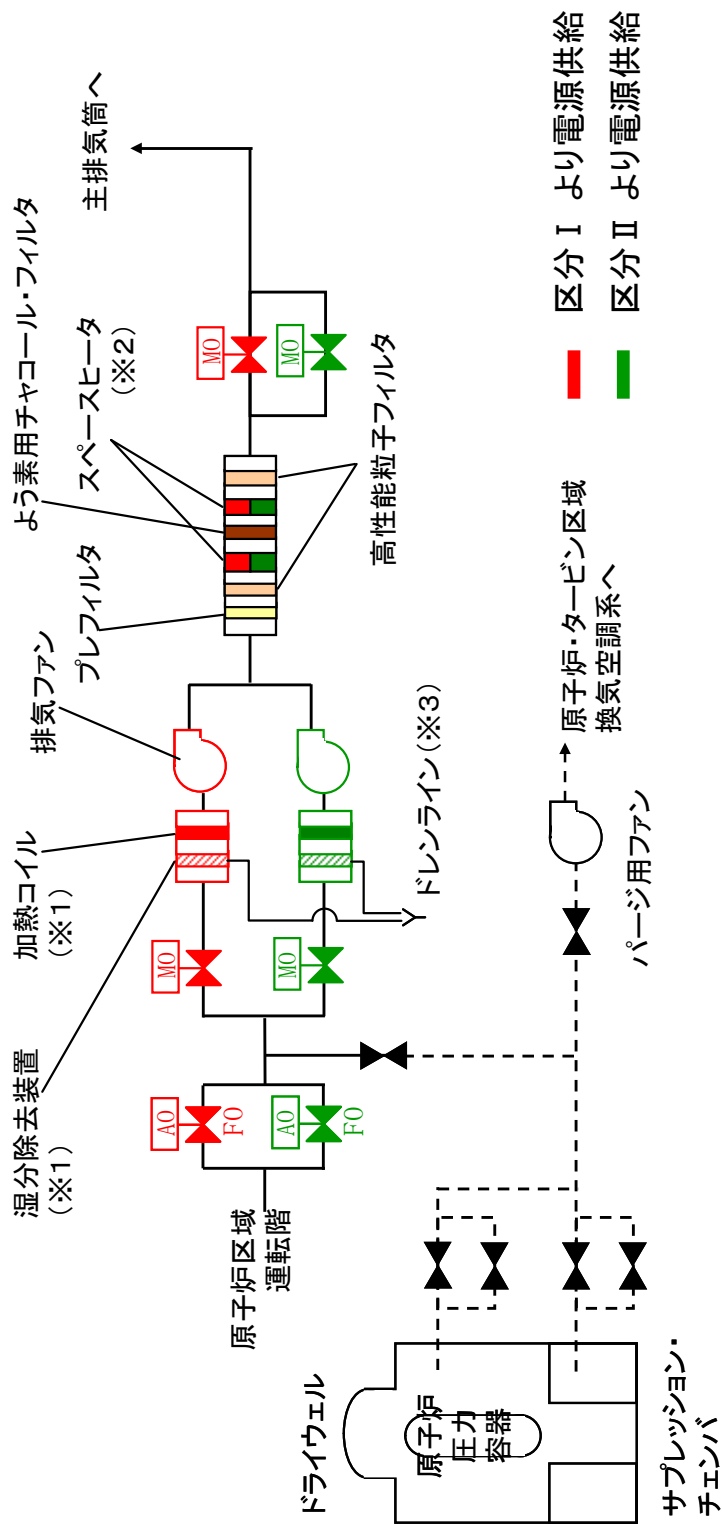 湿分除去装置
(※1)
加熱コイル
(※1)
排気ファン
プレフィルタ
よう素用チャコール・フィルタ
スペースヒータ
(※2)
主排気筒へ
AO
FO
AO
FO
MO
MO
MO
MO
原子炉区域
運転階
ドレンライン(※3)
高性能粒子フィルタ
ドライウェル
原子炉
圧力
容器
サプレッション・
チェンバ
パージ用ファン
原子炉・タービン区域
換気空調系へ
区分Ⅰ より電源供給
区分Ⅱ より電源供給